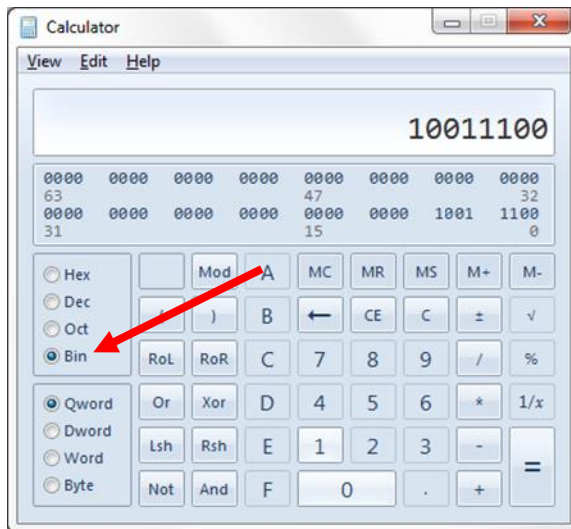 Calculator
View Edit Help
10011100
0000 0000 0000 0000 0000 0000 0000 0000
63 47 32
0000 0000 0000 0000 0000 0000 1001 1100
31 15 0
Hex Mod A MC MR MS M+ M-
Dec
Oct ( ) B ← CE C ± √
Bin RoL RoR C 7 8 9 / %
Qword Or Xor D 4 5 6 * 1/x
Dword
Word Lsh Rsh E 1 2 3 - =
Byte Not And F 0 . +